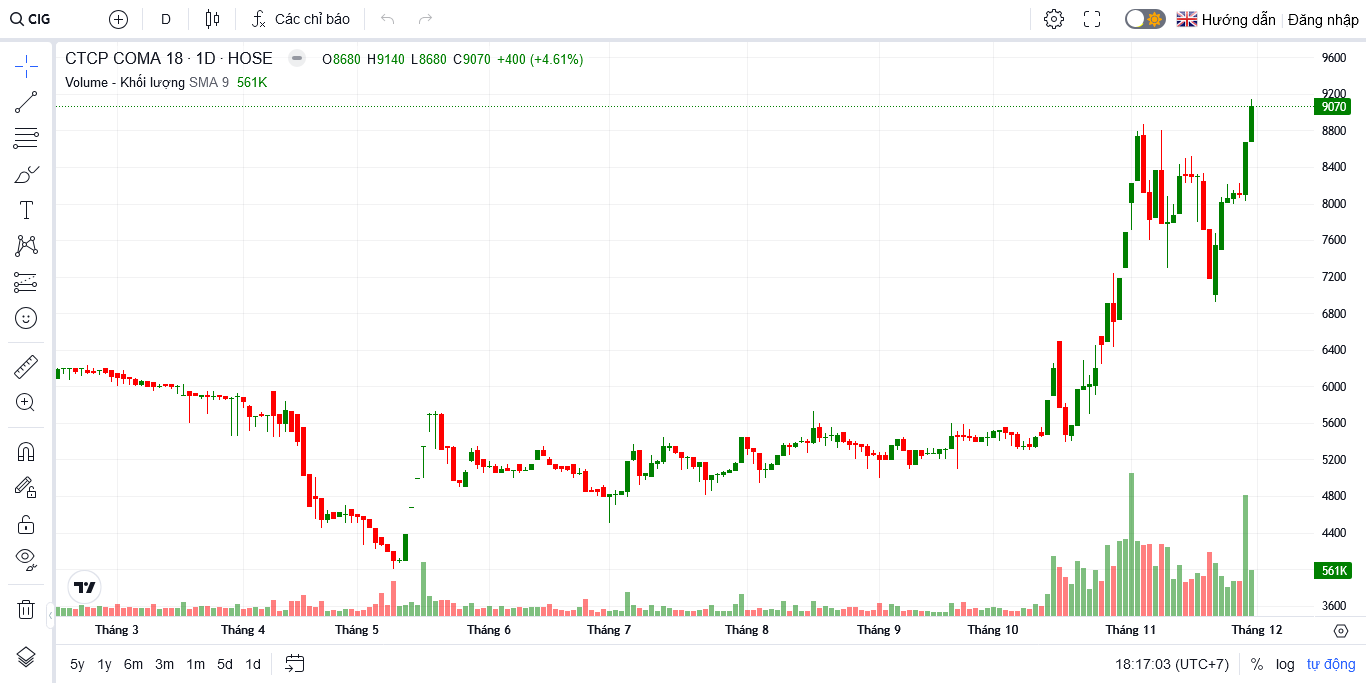 CIG D Các chỉ báo Hướng dẫn Đăng nhập
CTCP COMA 18 · 1D · HOSE O8680 H9140 L8680 C9070 +400 (+4.61%)
Volume - Khối lượng SMA 9 561K
9600
9200
9070
8800
8400
8000
7600
7200
6800
6400
6000
5600
5200
4800
4400
561K
3600
Tháng 3 Tháng 4 Tháng 5 Tháng 6 Tháng 7 Tháng 8 Tháng 9 Tháng 10 Tháng 11 Tháng 12
5y 1y 6m 3m 1m 5d 1d 18:17:03 (UTC+7) % log tự động